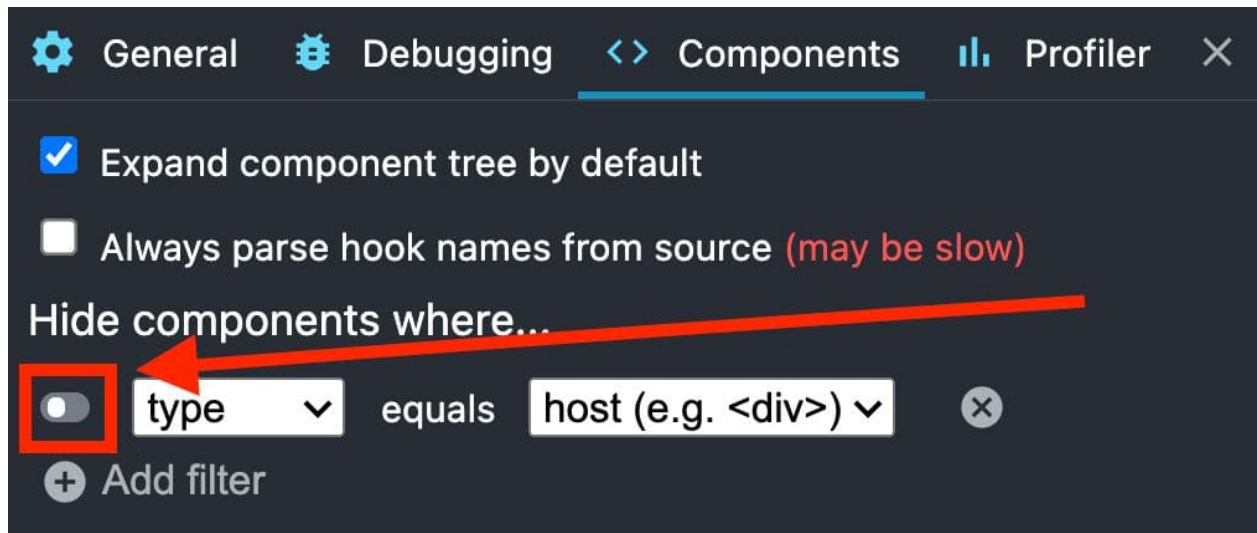 General Debugging <> Components Profiler
Expand component tree by default
Always parse hook names from source (may be slow)
Hide components where...
type equals host (e.g. <div>)
Add filter